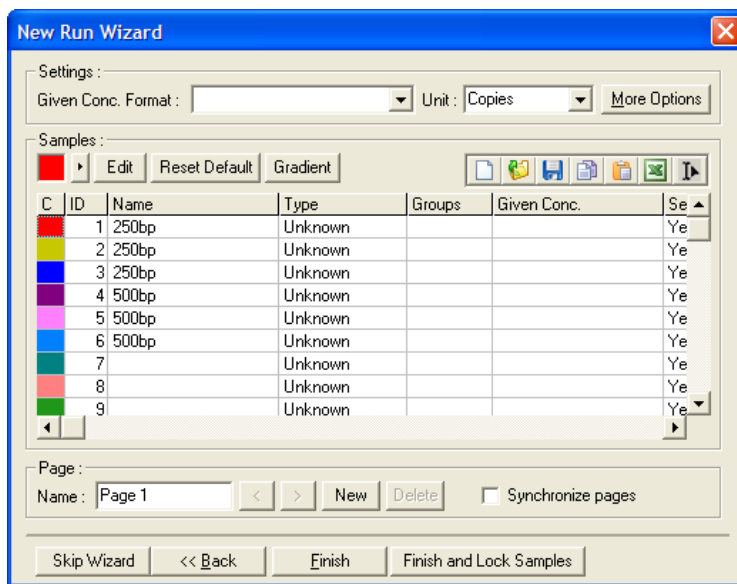 New Run Wizard
Settings :
Given Conc. Format : Unit : Copies More Options
Samples :
Edit Reset Default Gradient
C ID Name Type Groups Given Conc. Se
1 250bp Unknown Ye
2 250bp Unknown Ye
3 250bp Unknown Ye
4 500bp Unknown Ye
5 500bp Unknown Ye
6 500bp Unknown Ye
7 Unknown Ye
8 Unknown Ye
9 Unknown Ye
Page :
Name : Page 1 < > New Delete Synchronize pages
Skip Wizard << Back Finish Finish and Lock Samples